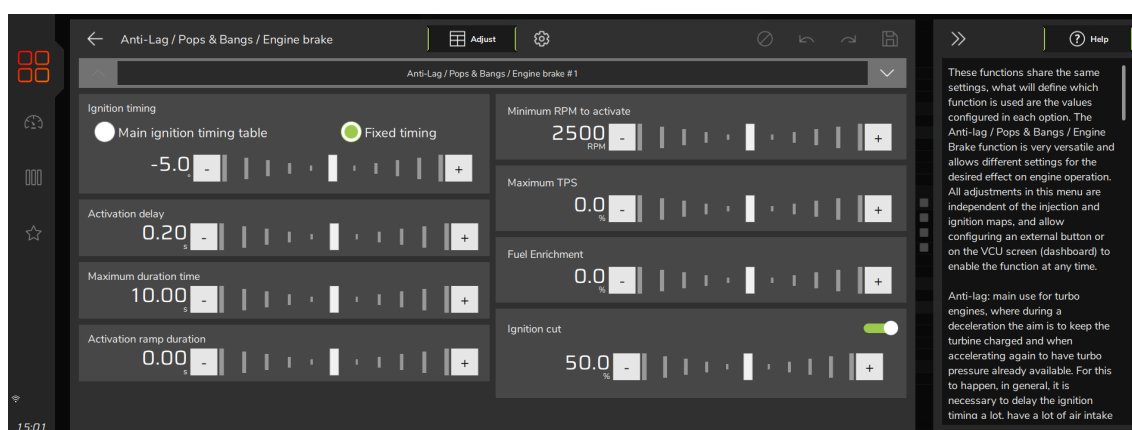 Anti-Lag / Pops & Bangs / Engine brake
Adjust
Help
Anti-Lag / Pops & Bangs / Engine brake #1
Ignition timing
Main ignition timing table
Fixed timing
-5.0
°
-
+
Activation delay
0.20
s
-
+
Maximum duration time
10.00
s
-
+
Activation ramp duration
0.00
s
-
+
Minimum RPM to activate
2500
RPM
-
+
Maximum TPS
0.0
%
-
+
Fuel Enrichment
0.0
%
-
+
Ignition cut
50.0
%
-
+
These functions share the same
settings, what will define which
function is used are the values
configured in each option. The
Anti-lag / Pops & Bangs / Engine
Brake function is very versatile and
allows different settings for the
desired effect on engine operation.
All adjustments in this menu are
independent of the injection and
ignition maps, and allow
configuring an external button or
on the VCU screen (dashboard) to
enable the function at any time.
Anti-lag: main use for turbo
engines, where during a
deceleration the aim is to keep the
turbine charged and when
accelerating again to have turbo
pressure already available. For this
to happen, in general, it is
necessary to delay the ignition
timing a lot, have a lot of air intake
15:01